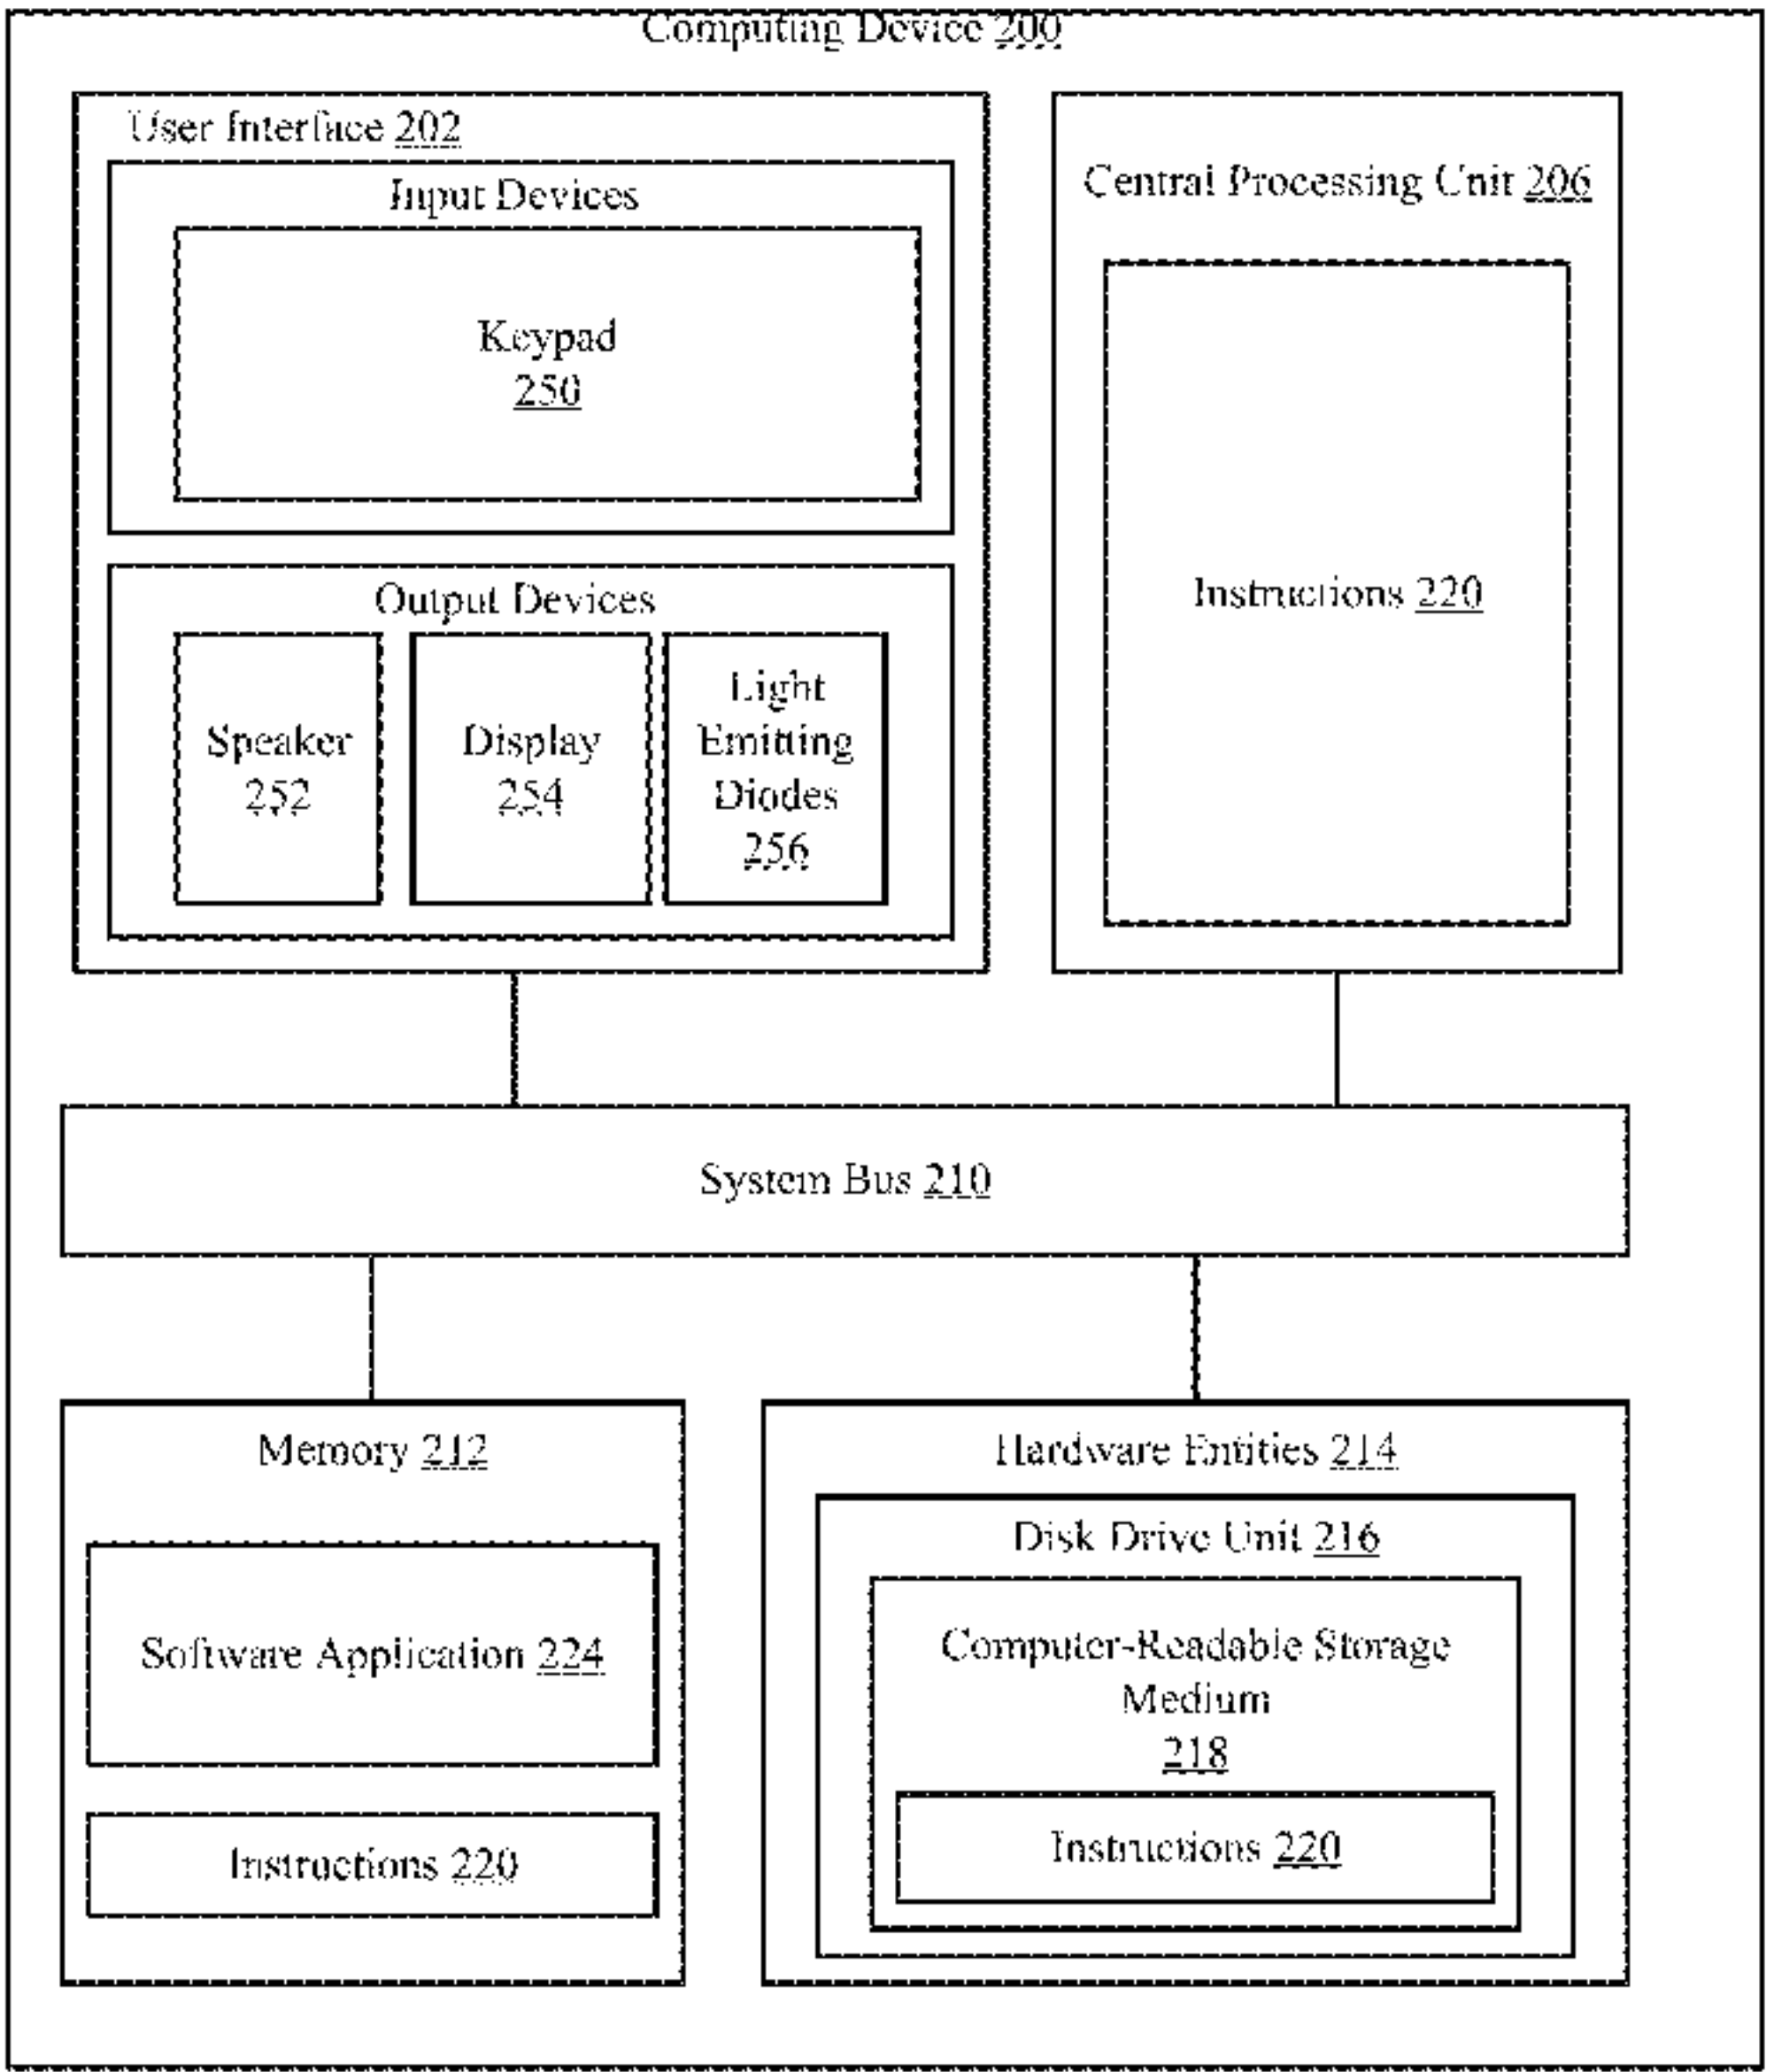 Computing Device 200
User Interface 202
Input Devices
Keypad
250
Output Devices
Speaker
252
Display
254
Light
Emitting
Diodes
256
Central Processing Unit 206
Instructions 220
System Bus 210
Memory 212
Software Application 224
Instructions 220
Hardware Entities 214
Disk Drive Unit 216
Computer-Readable Storage
Medium
218
Instructions 220